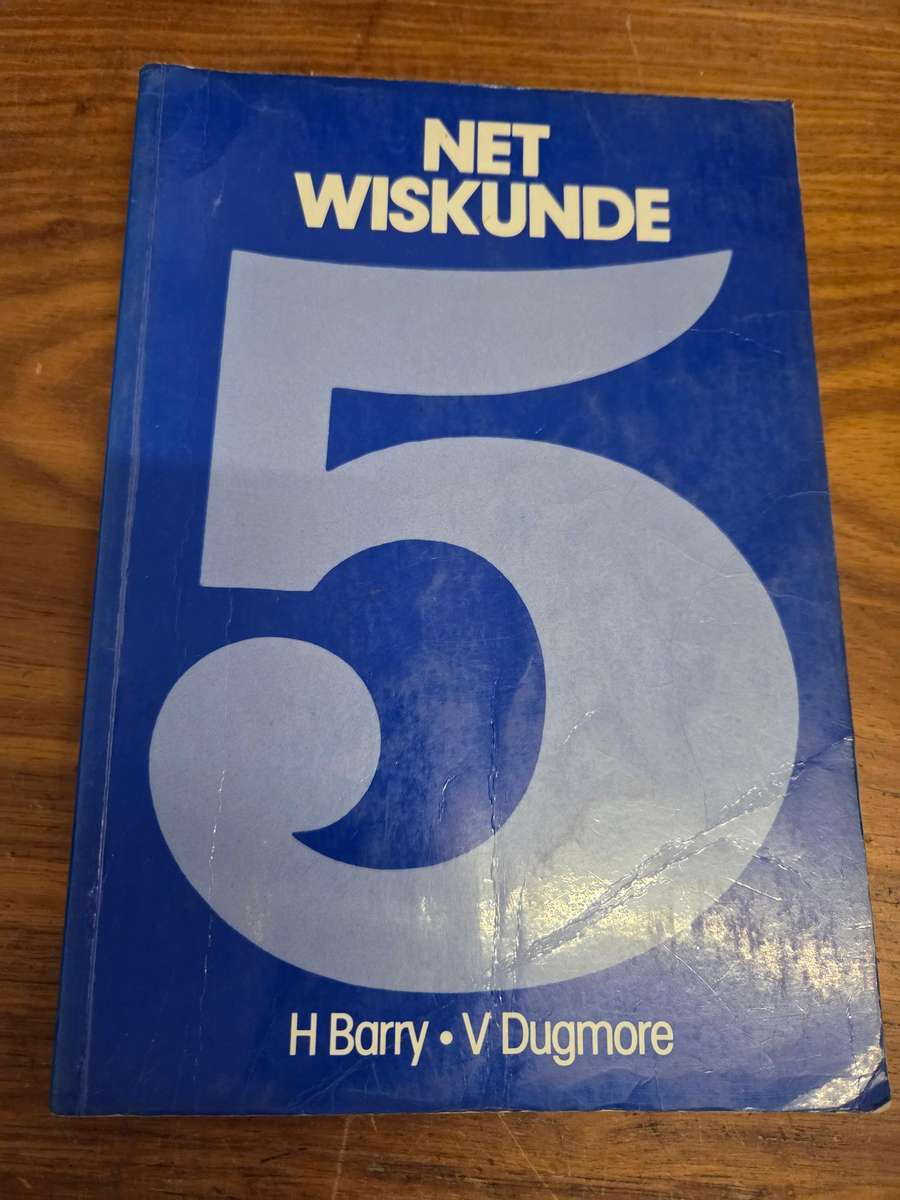 NET
WISKUNDE
5
H Barry • V Dugmore